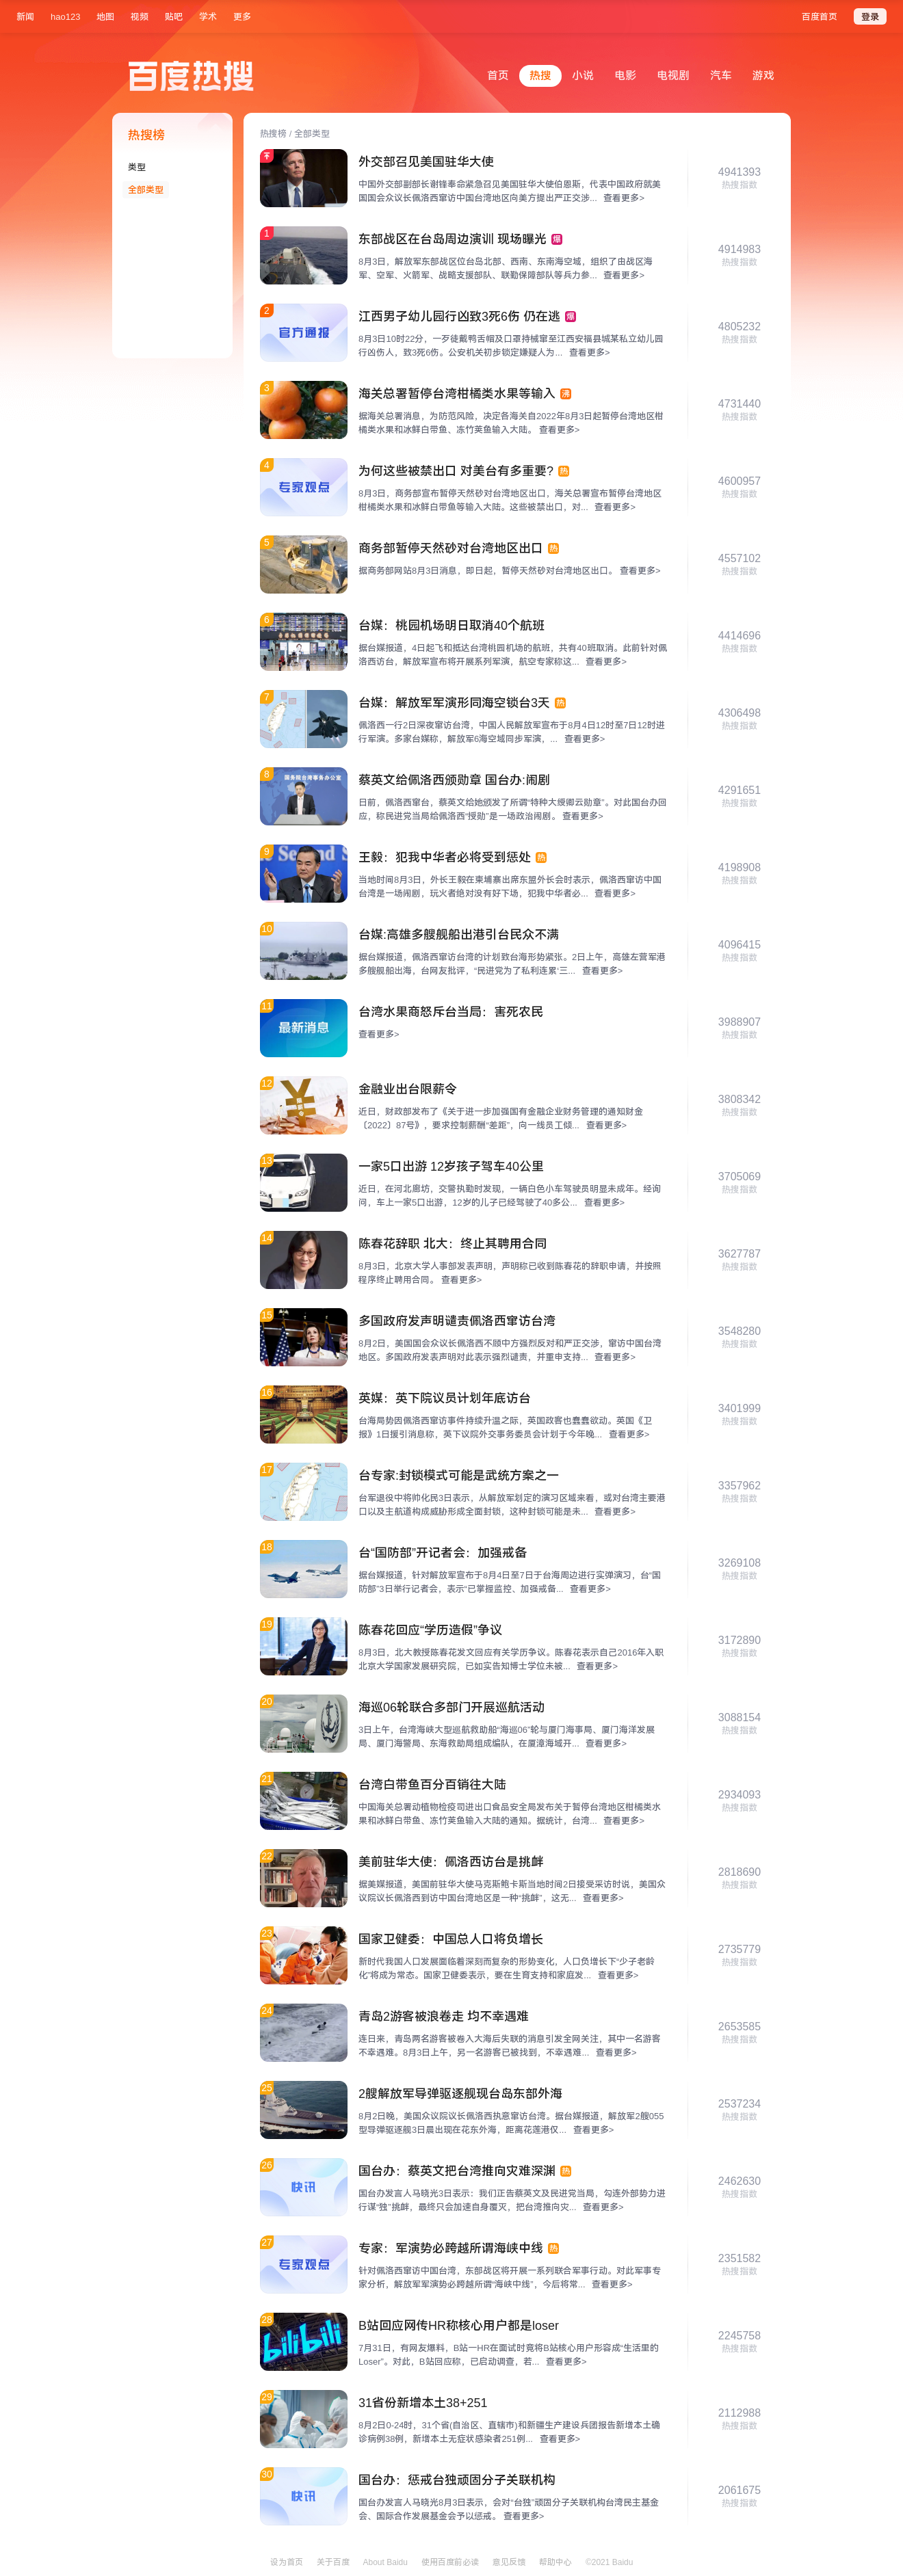 新闻 hao123 地图 视频 贴吧 学术 更多 百度首页 登录
百度热搜
首页 热搜 小说 电影 电视剧 汽车 游戏
热搜榜
类型
全部类型
热搜榜 / 全部类型
外交部召见美国驻华大使
中国外交部副部长谢锋奉命紧急召见美国驻华大使伯恩斯，代表中国政府就美
国国会众议长佩洛西窜访中国台湾地区向美方提出严正交涉... 查看更多>
4941393
热搜指数
1
东部战区在台岛周边演训 现场曝光 爆
8月3日，解放军东部战区位台岛北部、西南、东南海空域，组织了由战区海
军、空军、火箭军、战略支援部队、联勤保障部队等兵力参... 查看更多>
4914983
热搜指数
2
官方通报
江西男子幼儿园行凶致3死6伤 仍在逃 爆
8月3日10时22分，一歹徒戴鸭舌帽及口罩持械窜至江西安福县城某私立幼儿园
行凶伤人，致3死6伤。公安机关初步锁定嫌疑人为... 查看更多>
4805232
热搜指数
3
海关总署暂停台湾柑橘类水果等输入 沸
据海关总署消息，为防范风险，决定各海关自2022年8月3日起暂停台湾地区柑
橘类水果和冰鲜白带鱼、冻竹荚鱼输入大陆。 查看更多>
4731440
热搜指数
4
专家观点
为何这些被禁出口 对美台有多重要? 热
8月3日，商务部宣布暂停天然砂对台湾地区出口，海关总署宣布暂停台湾地区
柑橘类水果和冰鲜白带鱼等输入大陆。这些被禁出口，对... 查看更多>
4600957
热搜指数
5
商务部暂停天然砂对台湾地区出口 热
据商务部网站8月3日消息，即日起，暂停天然砂对台湾地区出口。 查看更多>
4557102
热搜指数
6
台媒：桃园机场明日取消40个航班
据台媒报道，4日起飞和抵达台湾桃园机场的航班，共有40班取消。此前针对佩
洛西访台，解放军宣布将开展系列军演，航空专家称这... 查看更多>
4414696
热搜指数
7
台媒：解放军军演形同海空锁台3天 热
佩洛西一行2日深夜窜访台湾，中国人民解放军宣布于8月4日12时至7日12时进
行军演。多家台媒称，解放军6海空域同步军演，... 查看更多>
4306498
热搜指数
8
国务院台湾事务办公室
蔡英文给佩洛西颁勋章 国台办:闹剧
日前，佩洛西窜台，蔡英文给她颁发了所谓“特种大绶卿云勋章”。对此国台办回
应，称民进党当局给佩洛西“授勋”是一场政治闹剧。 查看更多>
4291651
热搜指数
9
王毅：犯我中华者必将受到惩处 热
当地时间8月3日，外长王毅在柬埔寨出席东盟外长会时表示，佩洛西窜访中国
台湾是一场闹剧，玩火者绝对没有好下场，犯我中华者必... 查看更多>
4198908
热搜指数
10
台媒:高雄多艘舰船出港引台民众不满
据台媒报道，佩洛西窜访台湾的计划致台海形势紧张。2日上午，高雄左营军港
多艘舰船出海，台网友批评，“民进党为了私利连累‘三... 查看更多>
4096415
热搜指数
11
最新消息
台湾水果商怒斥台当局：害死农民
查看更多>
3988907
热搜指数
12
金融业出台限薪令
近日，财政部发布了《关于进一步加强国有金融企业财务管理的通知财金
〔2022〕87号》，要求控制薪酬“差距”，向一线员工倾... 查看更多>
3808342
热搜指数
13
一家5口出游 12岁孩子驾车40公里
近日，在河北廊坊，交警执勤时发现，一辆白色小车驾驶员明显未成年。经询
问，车上一家5口出游，12岁的儿子已经驾驶了40多公... 查看更多>
3705069
热搜指数
14
陈春花辞职 北大：终止其聘用合同
8月3日，北京大学人事部发表声明，声明称已收到陈春花的辞职申请，并按照
程序终止聘用合同。 查看更多>
3627787
热搜指数
15
多国政府发声明谴责佩洛西窜访台湾
8月2日，美国国会众议长佩洛西不顾中方强烈反对和严正交涉，窜访中国台湾
地区。多国政府发表声明对此表示强烈谴责，并重申支持... 查看更多>
3548280
热搜指数
16
英媒：英下院议员计划年底访台
台海局势因佩洛西窜访事件持续升温之际，英国政客也蠢蠢欲动。英国《卫
报》1日援引消息称，英下议院外交事务委员会计划于今年晚... 查看更多>
3401999
热搜指数
17
台专家:封锁模式可能是武统方案之一
台军退役中将帅化民3日表示，从解放军划定的演习区域来看，或对台湾主要港
口以及主航道构成威胁形成全面封锁，这种封锁可能是未... 查看更多>
3357962
热搜指数
18
台“国防部”开记者会：加强戒备
据台媒报道，针对解放军宣布于8月4日至7日于台海周边进行实弹演习，台“国
防部”3日举行记者会，表示“已掌握监控、加强戒备... 查看更多>
3269108
热搜指数
19
陈春花回应“学历造假”争议
8月3日，北大教授陈春花发文回应有关学历争议。陈春花表示自己2016年入职
北京大学国家发展研究院，已如实告知博士学位未被... 查看更多>
3172890
热搜指数
20
海巡06轮联合多部门开展巡航活动
3日上午，台湾海峡大型巡航救助船“海巡06”轮与厦门海事局、厦门海洋发展
局、厦门海警局、东海救助局组成编队，在厦漳海域开... 查看更多>
3088154
热搜指数
21
台湾白带鱼百分百销往大陆
中国海关总署动植物检疫司进出口食品安全局发布关于暂停台湾地区柑橘类水
果和冰鲜白带鱼、冻竹荚鱼输入大陆的通知。据统计，台湾... 查看更多>
2934093
热搜指数
22
美前驻华大使：佩洛西访台是挑衅
据美媒报道，美国前驻华大使马克斯鲍卡斯当地时间2日接受采访时说，美国众
议院议长佩洛西到访中国台湾地区是一种“挑衅”，这无... 查看更多>
2818690
热搜指数
23
国家卫健委：中国总人口将负增长
新时代我国人口发展面临着深刻而复杂的形势变化，人口负增长下“少子老龄
化”将成为常态。国家卫健委表示，要在生育支持和家庭发... 查看更多>
2735779
热搜指数
24
青岛2游客被浪卷走 均不幸遇难
连日来，青岛两名游客被卷入大海后失联的消息引发全网关注，其中一名游客
不幸遇难。8月3日上午，另一名游客已被找到，不幸遇难... 查看更多>
2653585
热搜指数
25
2艘解放军导弹驱逐舰现台岛东部外海
8月2日晚，美国众议院议长佩洛西执意窜访台湾。据台媒报道，解放军2艘055
型导弹驱逐舰3日晨出现在花东外海，距离花莲港仅... 查看更多>
2537234
热搜指数
26
快讯
国台办：蔡英文把台湾推向灾难深渊 热
国台办发言人马晓光3日表示：我们正告蔡英文及民进党当局，勾连外部势力进
行谋“独”挑衅，最终只会加速自身覆灭，把台湾推向灾... 查看更多>
2462630
热搜指数
27
专家观点
专家：军演势必跨越所谓海峡中线 热
针对佩洛西窜访中国台湾，东部战区将开展一系列联合军事行动。对此军事专
家分析，解放军军演势必跨越所谓“海峡中线”，今后将常... 查看更多>
2351582
热搜指数
28
bilibili
B站回应网传HR称核心用户都是loser
7月31日，有网友爆料，B站一HR在面试时竟将B站核心用户形容成“生活里的
Loser”。对此，B站回应称，已启动调查，若... 查看更多>
2245758
热搜指数
29
31省份新增本土38+251
8月2日0-24时，31个省(自治区、直辖市)和新疆生产建设兵团报告新增本土确
诊病例38例，新增本土无症状感染者251例... 查看更多>
2112988
热搜指数
30
快讯
国台办：惩戒台独顽固分子关联机构
国台办发言人马晓光8月3日表示，会对“台独”顽固分子关联机构台湾民主基金
会、国际合作发展基金会予以惩戒。 查看更多>
2061675
热搜指数
设为首页 关于百度 About Baidu 使用百度前必读 意见反馈 帮助中心 ©2021 Baidu